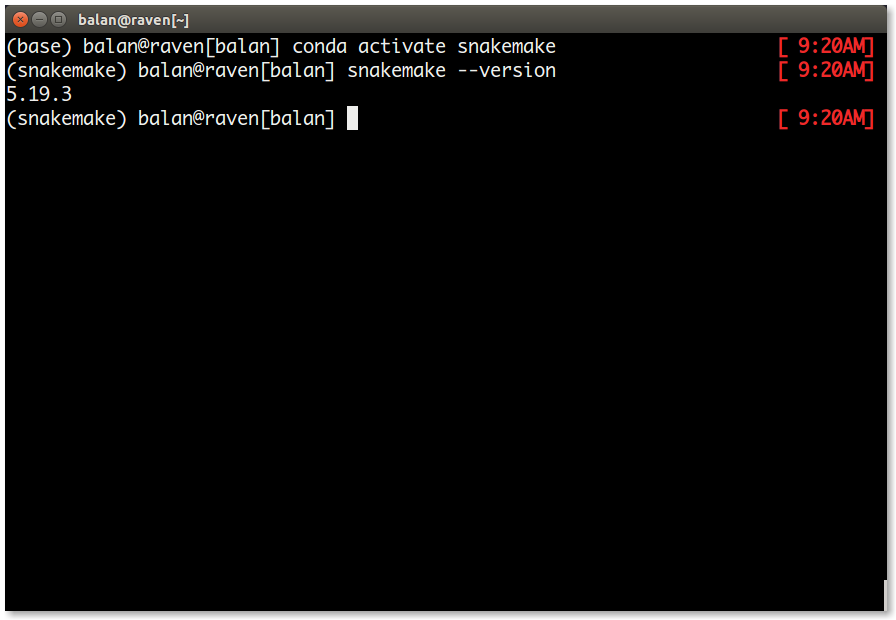 balan@raven[~]
(base) balan@raven[balan] conda activate snakemake [ 9:20AM]
(snakemake) balan@raven[balan] snakemake --version [ 9:20AM]
5.19.3
(snakemake) balan@raven[balan] [ 9:20AM]